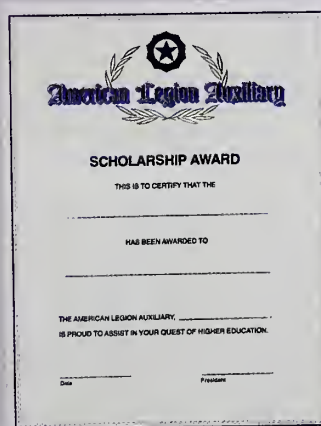 American Legion Auxiliary
SCHOLARSHIP AWARD
THIS IS TO CERTIFY THAT THE
HAS BEEN AWARDED TO
THE AMERICAN LEGION AUXILIARY,
IS PROUD TO ASSIST IN YOUR QUEST OF HIGHER EDUCATION.
Date President